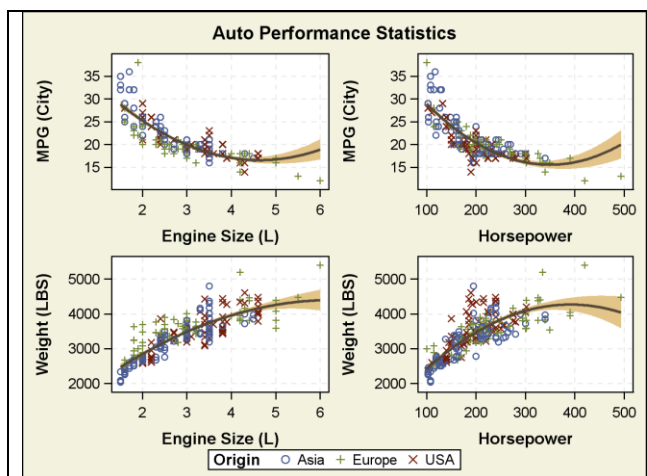 Auto Performance Statistics
MPG (City)
35
30
25
20
15
2 3 4 5 6
Engine Size (L)
MPG (City)
35
30
25
20
15
100 200 300 400 500
Horsepower
Weight (LBS)
5000
4000
3000
2000
2 3 4 5 6
Engine Size (L)
Weight (LBS)
5000
4000
3000
2000
100 200 300 400 500
Horsepower
Origin Asia Europe USA